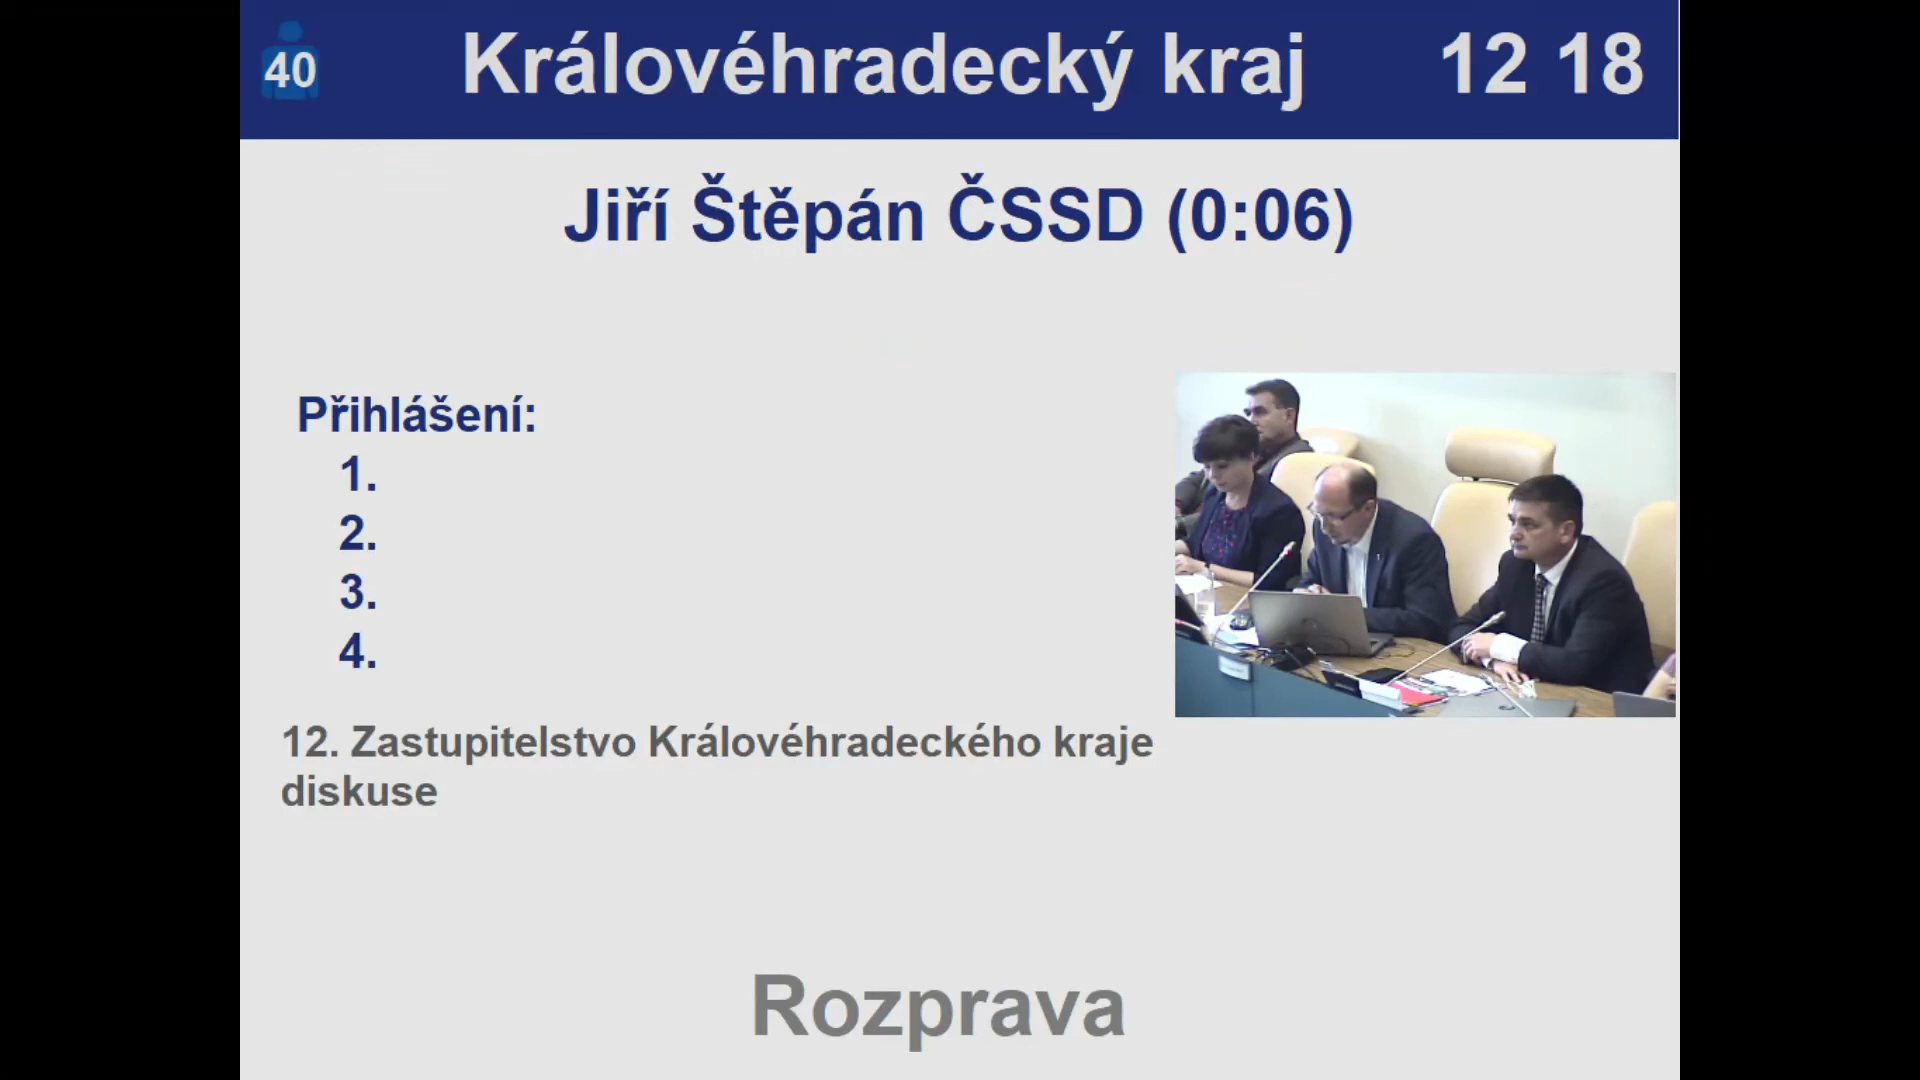 40
Královéhradecký kraj
12 18
Jiří Štěpán ČSSD (0:06)
Přihlášení:
1.
2.
3.
4.
12. Zastupitelstvo Královéhradeckého kraje
diskuse
Rozprava